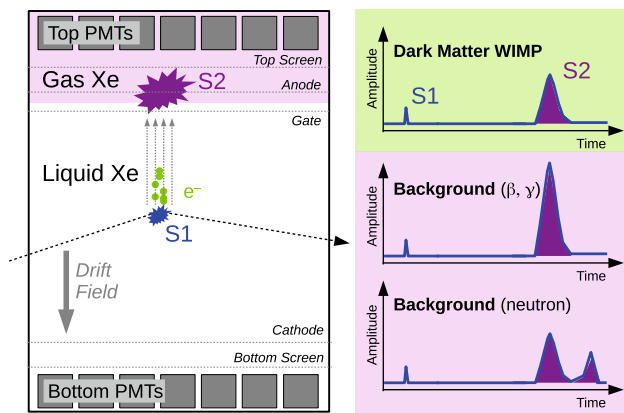 Top PMTs
Top Screen
Gas Xe
S2
Anode
Gate
Liquid Xe
e⁻
S1
Drift
Field
Cathode
Bottom Screen
Bottom PMTs
Amplitude
Dark Matter WIMP
S1
S2
Time
Amplitude
Background (β, γ)
Time
Amplitude
Background (neutron)
Time